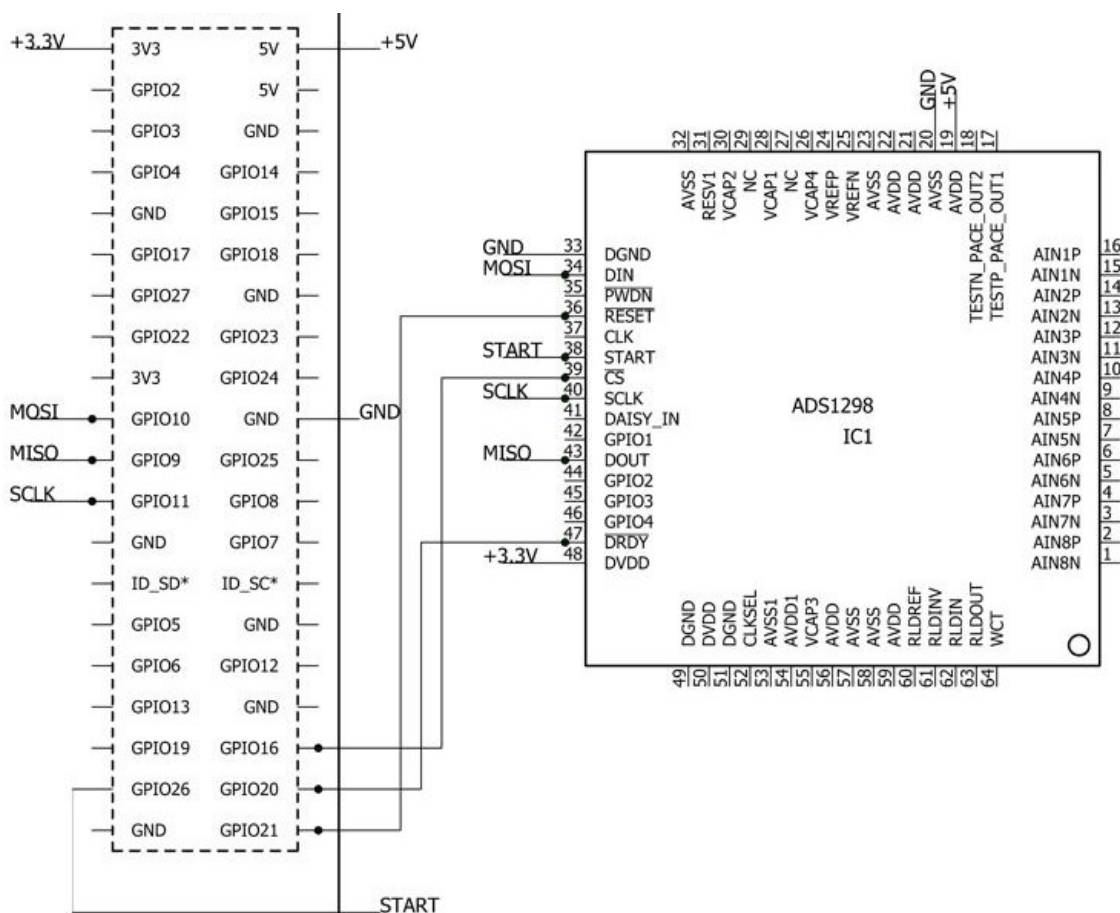 +3.3V 3V3 5V +5V
GPIO2 5V
GPIO3 GND
GPIO4 GPIO14
GND GPIO15
GPIO17 GPIO18
GPIO27 GND
GPIO22 GPIO23
3V3 GPIO24
MOSI GPIO10 GND GND
MISO GPIO9 GPIO25
SCLK GPIO11 GPIO8
GND GPIO7
ID_SD* ID_SC*
GPIO5 GND
GPIO6 GPIO12
GPIO13 GND
GPIO19 GPIO16
GPIO26 GPIO20
GND GPIO21
START
GND +5V
32 31 30 29 28 27 26 24 25 23 22 21 20 19 18 17
AVSS RESV1 VCAP2 NC VCAP1 NC VCAP4 VREFP VREFN AVSS AVDD AVDD AVSS AVDD TESTN_PACE_OUT2 TESTP_PACE_OUT1
GND 33 DGND
MOSI 34 DIN
35 PWDN
36 RESET
37 CLK
START 38 START
39 CS
SCLK 40 SCLK
41 DAISY_IN
42 GPIO1
MISO 43 DOUT
44 GPIO2
45 GPIO3
46 GPIO4
47 DRDY
+3.3V 48 DVDD
ADS1298
IC1
AIN1P 16
AIN1N 15
AIN2P 14
AIN2N 13
AIN3P 12
AIN3N 11
AIN4P 10
AIN4N 9
AIN5P 8
AIN5N 7
AIN6P 6
AIN6N 5
AIN7P 4
AIN7N 3
AIN8P 2
AIN8N 1
DGND DVDD DGND CLKSEL AVSS1 AVDD1 VCAP3 AVDD AVSS AVSS AVDD RLDREF RLDINV RLDIN RLDOUT WCT
49 50 51 52 53 54 55 56 57 58 59 60 61 62 63 64